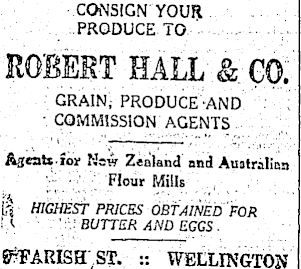 CONSIGN YOUR
PRODUCE TO
ROBERT HALL & CO.
GRAIN, PRODUCE AND
COMMISSION AGENTS
Agents for New Zealand and Australian
Flour Mills
HIGHEST PRICES OBTAINED FOR
BUTTER AND EGGS
FARISH ST. :: WELLINGTON